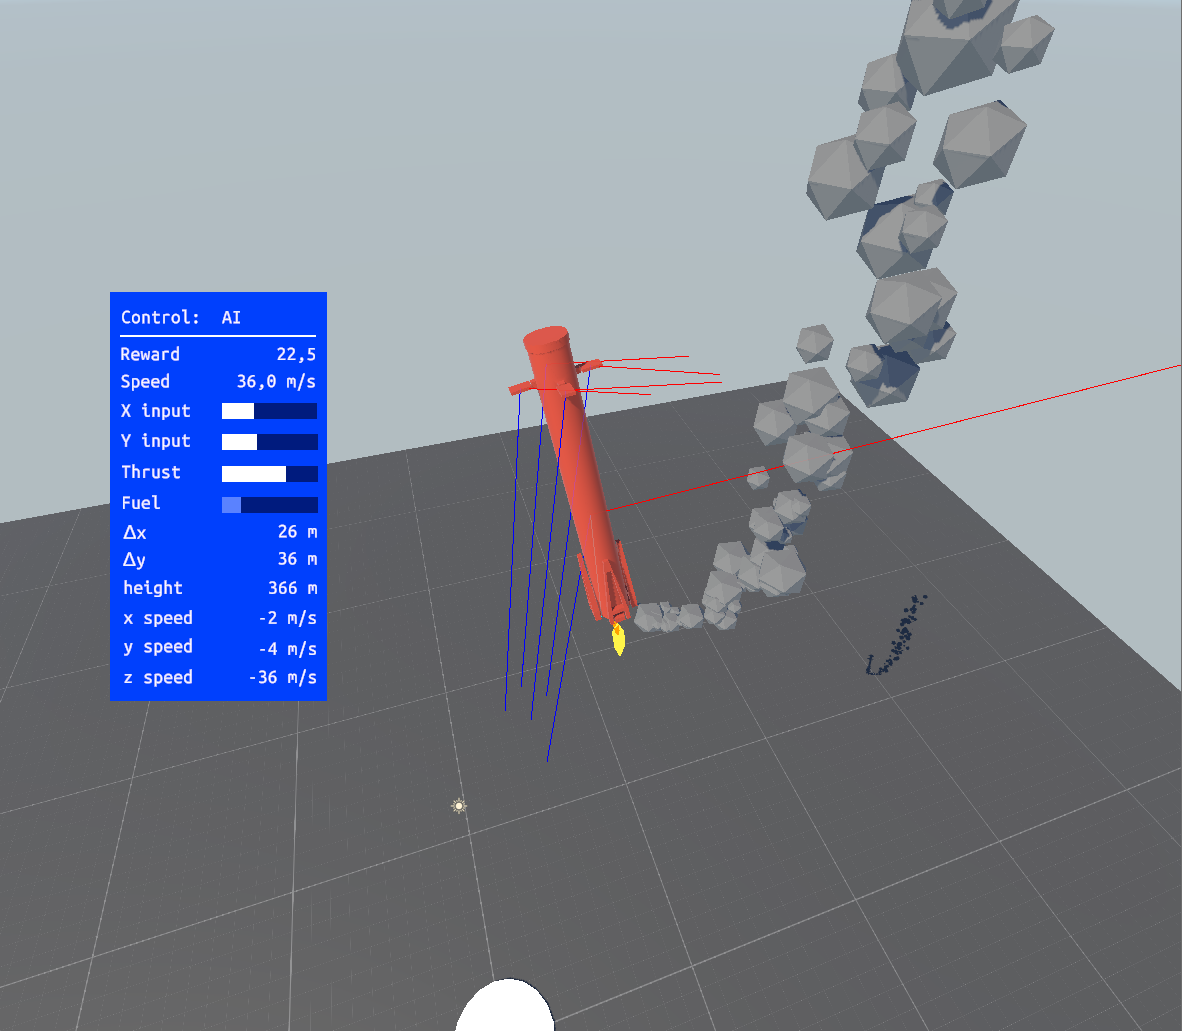 Control: AI
Reward 22,5
Speed 36,0 m/s
X input
Y input
Thrust
Fuel
Δx 26 m
Δy 36 m
height 366 m
x speed -2 m/s
y speed -4 m/s
z speed -36 m/s